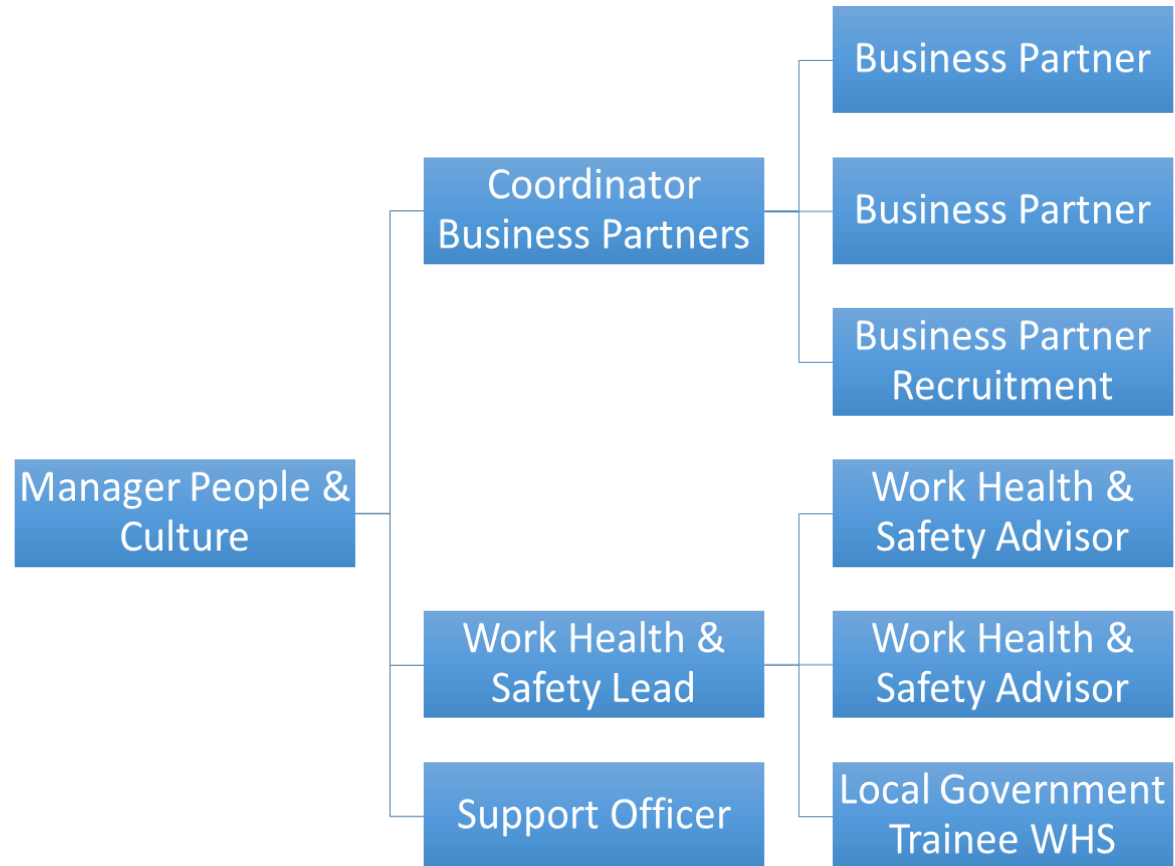 Business Partner
Coordinator
Business Partners
Business Partner
Business Partner
Recruitment
Manager People &
Culture
Work Health &
Safety Advisor
Work Health &
Safety Lead
Work Health &
Safety Advisor
Support Officer
Local Government
Trainee WHS